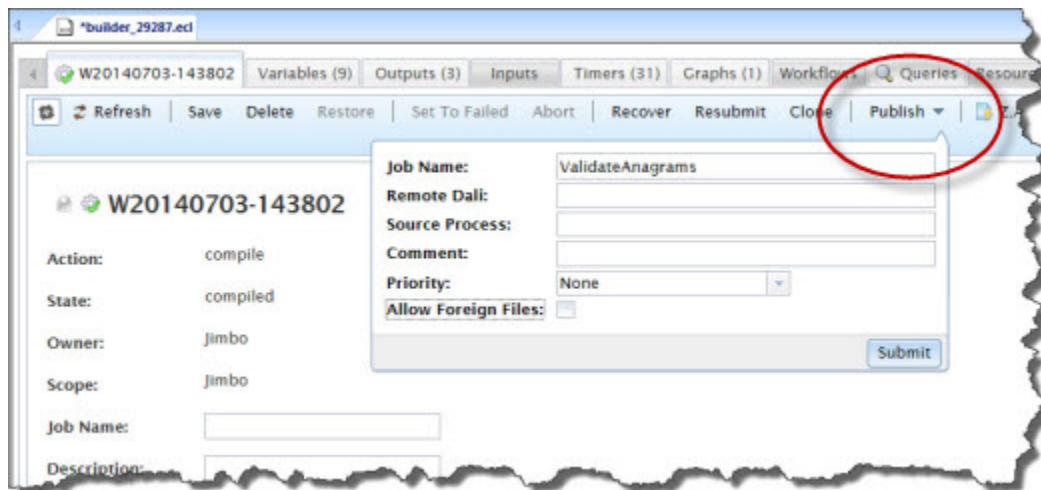 *builder_29287.ecl
W20140703-143802 Variables (9) Outputs (3) Inputs Timers (31) Graphs (1) Workflows Queries
Refresh Save Delete Restore Set To Failed Abort Recover Resubmit Clone Publish
Job Name: ValidateAnagrams
Remote Dali:
W20140703-143802
Source Process:
Action: compile
Comment:
Priority: None
State: compiled
Allow Foreign Files:
Owner: Jimbo
Submit
Scope: Jimbo
Job Name:
Description: